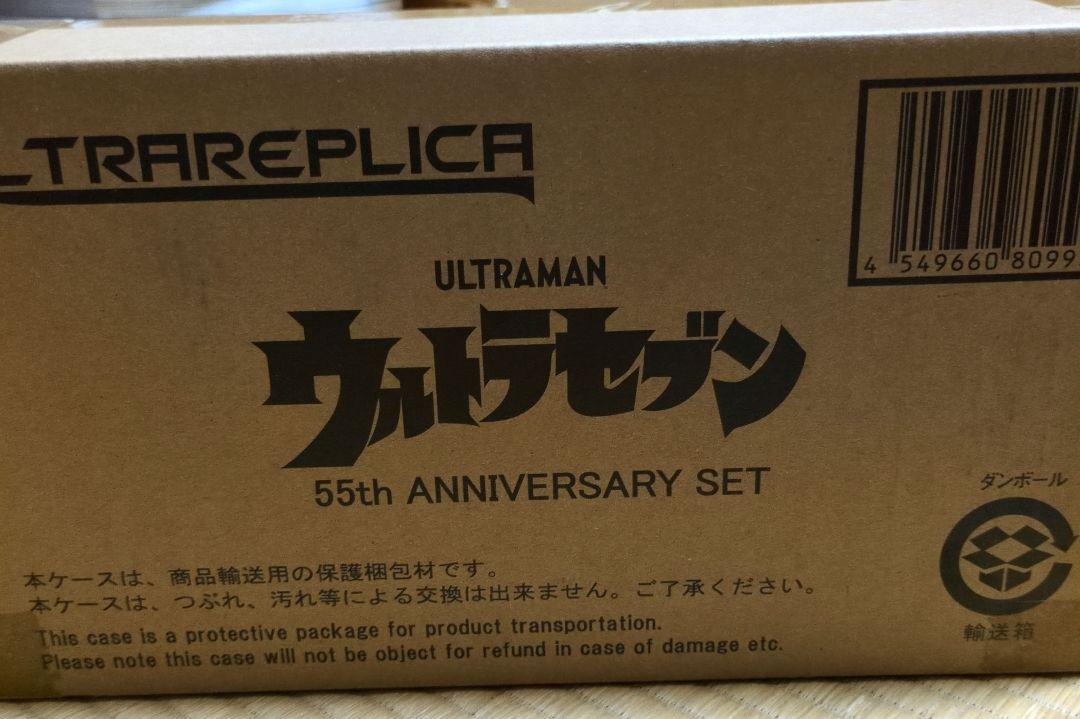 LTRAREPLICA
4 549660 8099
ULTRAMAN
ウルトラセブン
55th ANNIVERSARY SET
ダンボール
輸送箱
本ケースは、商品輸送用の保護梱包材です。
本ケースは、つぶれ、汚れ等による交換は出来ません。ご了承ください。
This case is a protective package for product transportation.
Please note this case will not be object for refund in case of damage etc.